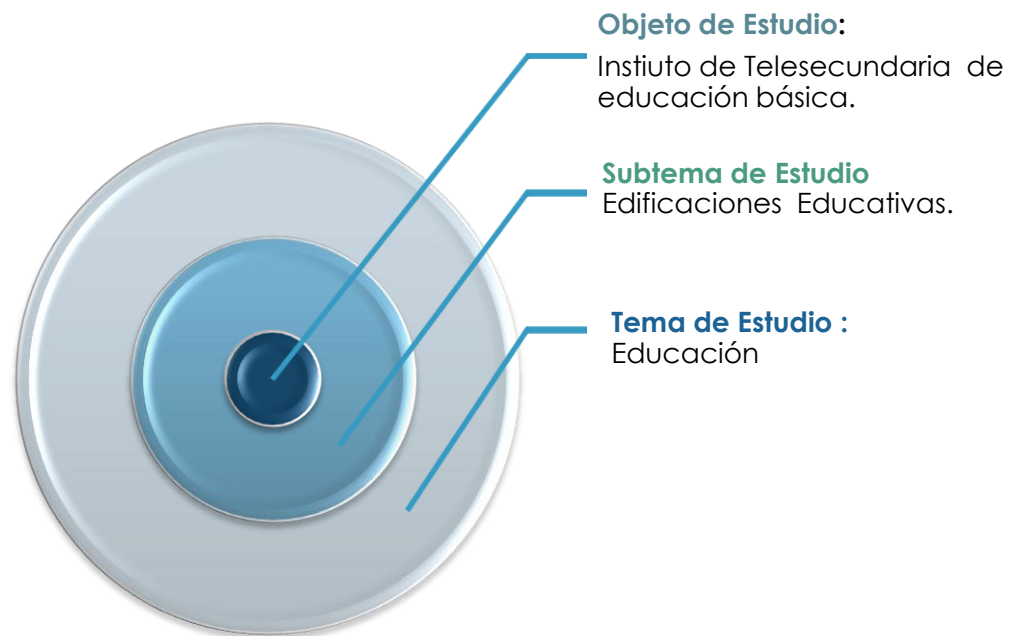 Objeto de Estudio:
Instiuto de Telesecundaria de
educación básica.
Subtema de Estudio
Edificaciones Educativas.
Tema de Estudio :
Educación